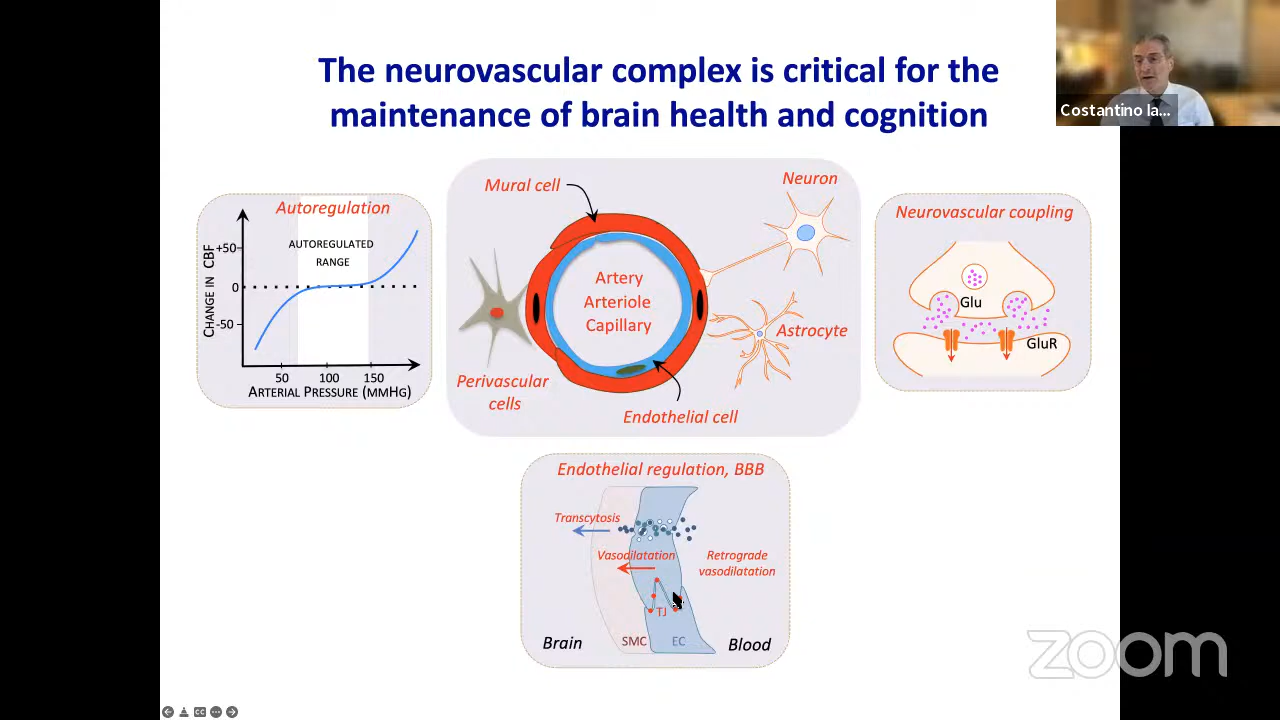 The neurovascular complex is critical for the
maintenance of brain health and cognition
Costantino Ia...
Autoregulation
AUTOREGULATED
RANGE
CHANGE IN CBF
+50
0
-50
50
100
150
ARTERIAL PRESSURE (MMHG)
Mural cell
Neuron
Artery
Arteriole
Capillary
Astrocyte
Perivascular
cells
Endothelial cell
Neurovascular coupling
Glu
GluR
Endothelial regulation, BBB
Transcytosis
Vasodilatation
Retrograde
vasodilatation
TJ
Brain
SMC
EC
Blood
zoom
CC